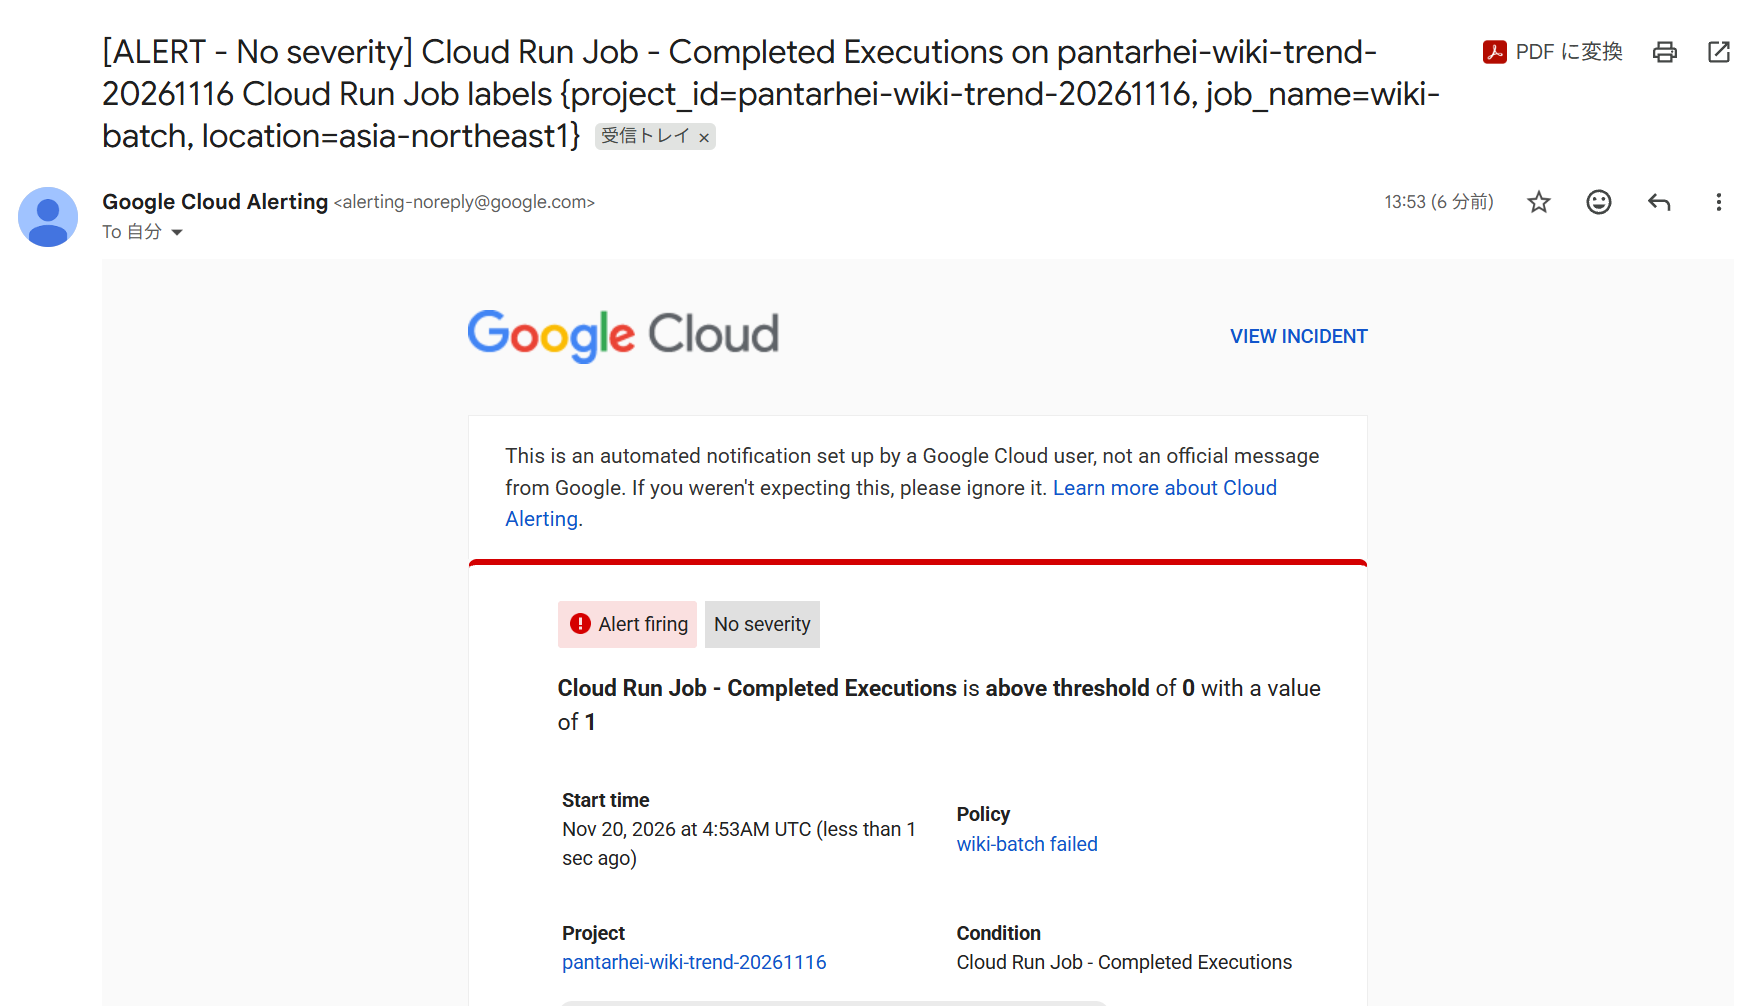 [ALERT - No severity] Cloud Run Job - Completed Executions on pantarhei-wiki-trend-
20261116 Cloud Run Job labels {project_id=pantarhei-wiki-trend-20261116, job_name=wiki-
batch, location=asia-northeast1} 受信トレイ ×
PDF に変換
Google Cloud Alerting <alerting-noreply@google.com>
13:53 (6 分前)
To 自分
Google Cloud
VIEW INCIDENT
This is an automated notification set up by a Google Cloud user, not an official message
from Google. If you weren't expecting this, please ignore it. Learn more about Cloud
Alerting.
Alert firing
No severity
Cloud Run Job - Completed Executions is above threshold of 0 with a value
of 1
Start time
Nov 20, 2026 at 4:53AM UTC (less than 1
sec ago)
Policy
wiki-batch failed
Project
pantarhei-wiki-trend-20261116
Condition
Cloud Run Job - Completed Executions